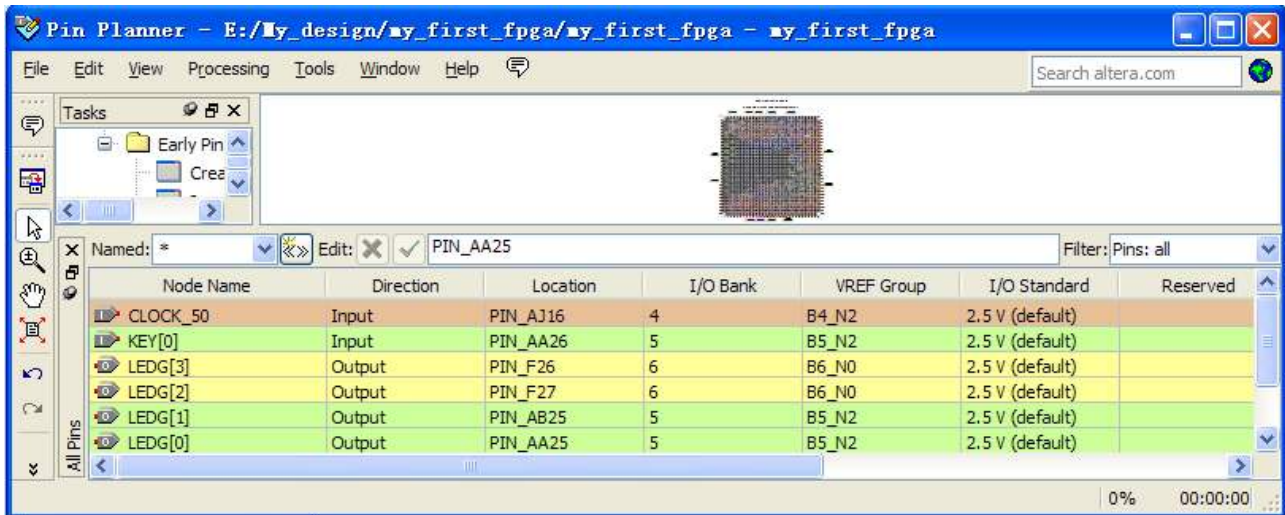 Pin Planner - E:/My_design/my_first_fpga/my_first_fpga - my_first_fpga
File Edit View Processing Tools Window Help Search altera.com
Tasks
Early Pin
Crea
Named: * Edit: PIN_AA25 Filter: Pins: all
Node Name Direction Location I/O Bank VREF Group I/O Standard Reserved
CLOCK_50 Input PIN_AJ16 4 B4_N2 2.5 V (default)
KEY[0] Input PIN_AA26 5 B5_N2 2.5 V (default)
LEDG[3] Output PIN_F26 6 B6_N0 2.5 V (default)
LEDG[2] Output PIN_F27 6 B6_N0 2.5 V (default)
LEDG[1] Output PIN_AB25 5 B5_N2 2.5 V (default)
LEDG[0] Output PIN_AA25 5 B5_N2 2.5 V (default)
All Pins
0% 00:00:00